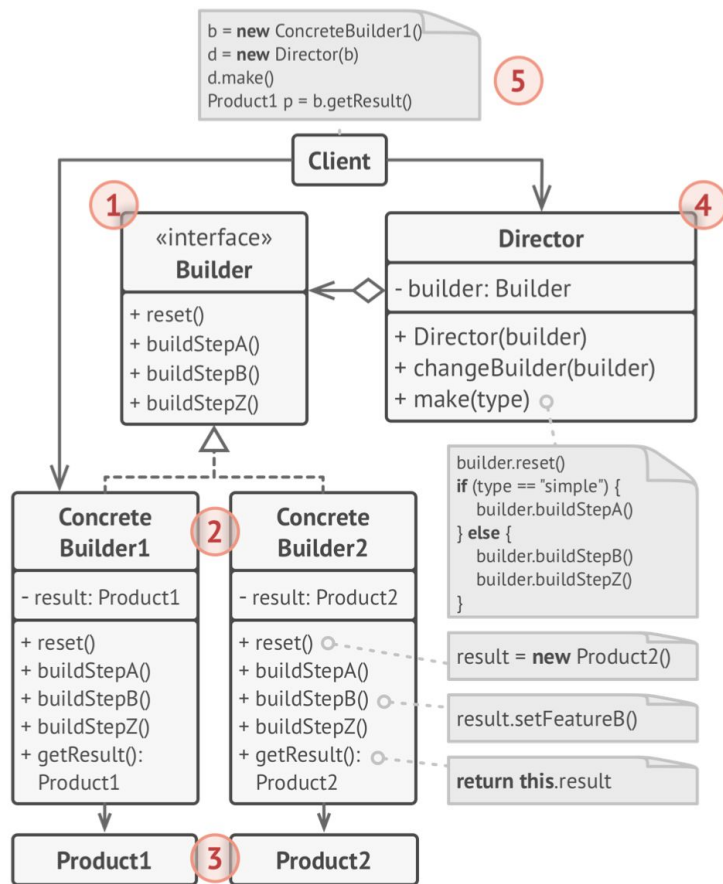 b = new ConcreteBuilder1()
d = new Director(b)
d.make()
Product1 p = b.getResult()
5
Client
1
«interface»
Builder
+ reset()
+ buildStepA()
+ buildStepB()
+ buildStepZ()
4
Director
- builder: Builder
+ Director(builder)
+ changeBuilder(builder)
+ make(type)
builder.reset()
if (type == "simple") {
builder.buildStepA()
} else {
builder.buildStepB()
builder.buildStepZ()
}
2
Concrete
Builder1
- result: Product1
+ reset()
+ buildStepA()
+ buildStepB()
+ buildStepZ()
+ getResult():
Product1
Concrete
Builder2
- result: Product2
+ reset()
+ buildStepA()
+ buildStepB()
+ buildStepZ()
+ getResult():
Product2
result = new Product2()
result.setFeatureB()
return this.result
Product1
3
Product2